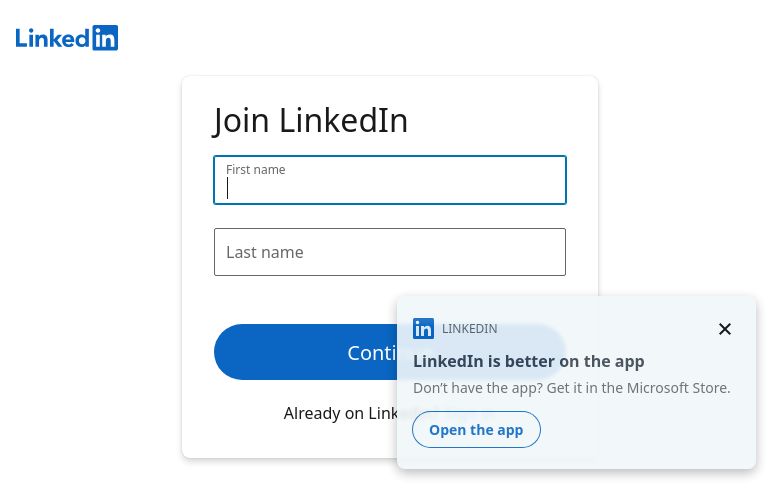 LinkedIn
Join LinkedIn
First name
Last name
Conti
Already on Link
LINKEDIN
LinkedIn is better on the app
Don’t have the app? Get it in the Microsoft Store.
Open the app